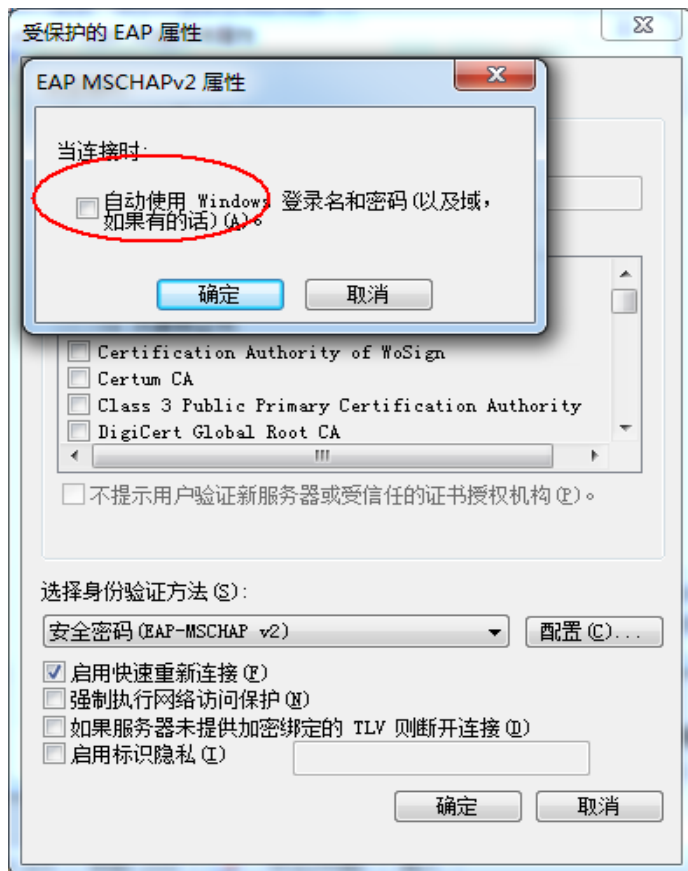 受保护的 EAP 属性
EAP MSCHAPv2 属性
当连接时:
自动使用 Windows 登录名和密码(以及域，
如果有的话)(A)。
确定
取消
Certification Authority of WoSign
Certum CA
Class 3 Public Primary Certification Authority
DigiCert Global Root CA
不提示用户验证新服务器或受信任的证书授权机构(P)。
选择身份验证方法(S):
安全密码(EAP-MSCHAP v2)
配置(C)...
启用快速重新连接(F)
强制执行网络访问保护(N)
如果服务器未提供加密绑定的 TLV 则断开连接(D)
启用标识隐私(I)
确定
取消